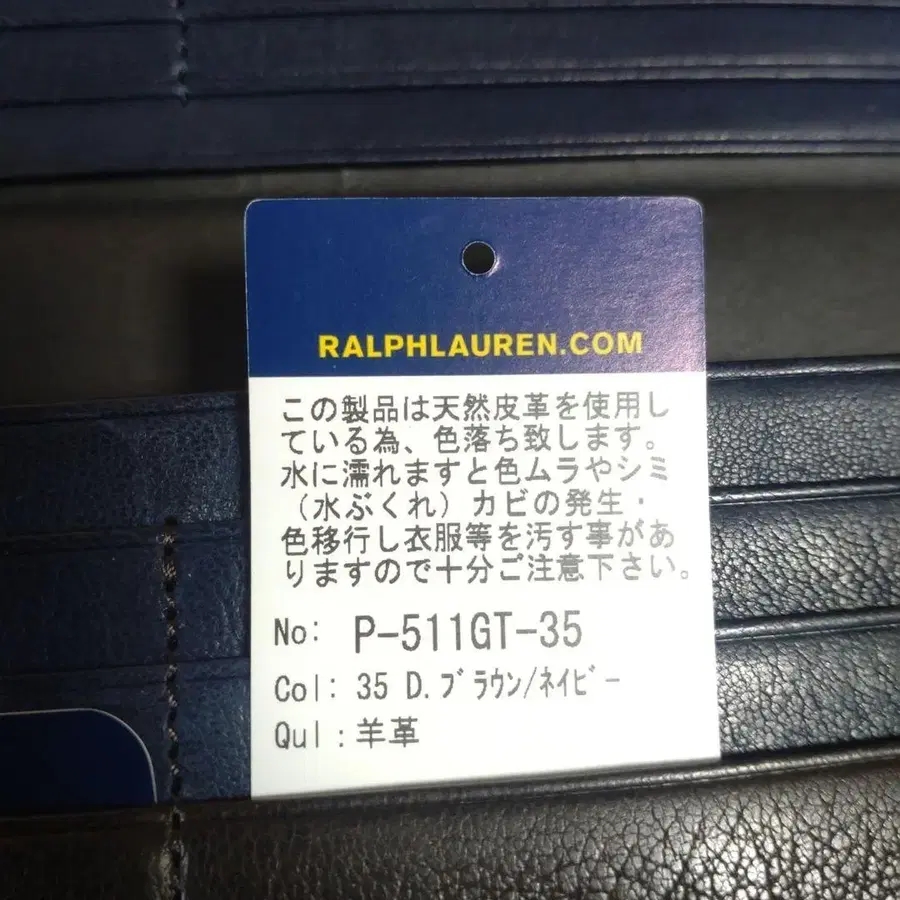 RALPHLAUREN.COM
この製品は天然皮革を使用し
ている為、色落ち致します。
水に濡れますと色ムラやシミ
（水ぶくれ）カビの発生・
色移行し衣服等を汚す事があ
りますので十分ご注意下さい。
No: P-511GT-35
Col: 35 D.ﾌﾞﾗｳﾝ/ﾈｲﾋﾞｰ
Qul:羊革